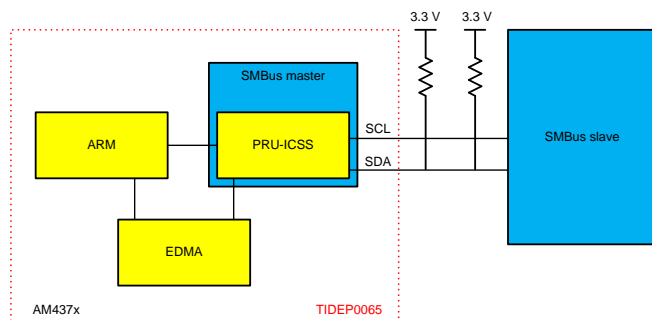 3.3 V 3.3 V
SMBus master
SCL
ARM PRU-ICSS SMBus slave
SDA
EDMA
AM437x TIDEP0065